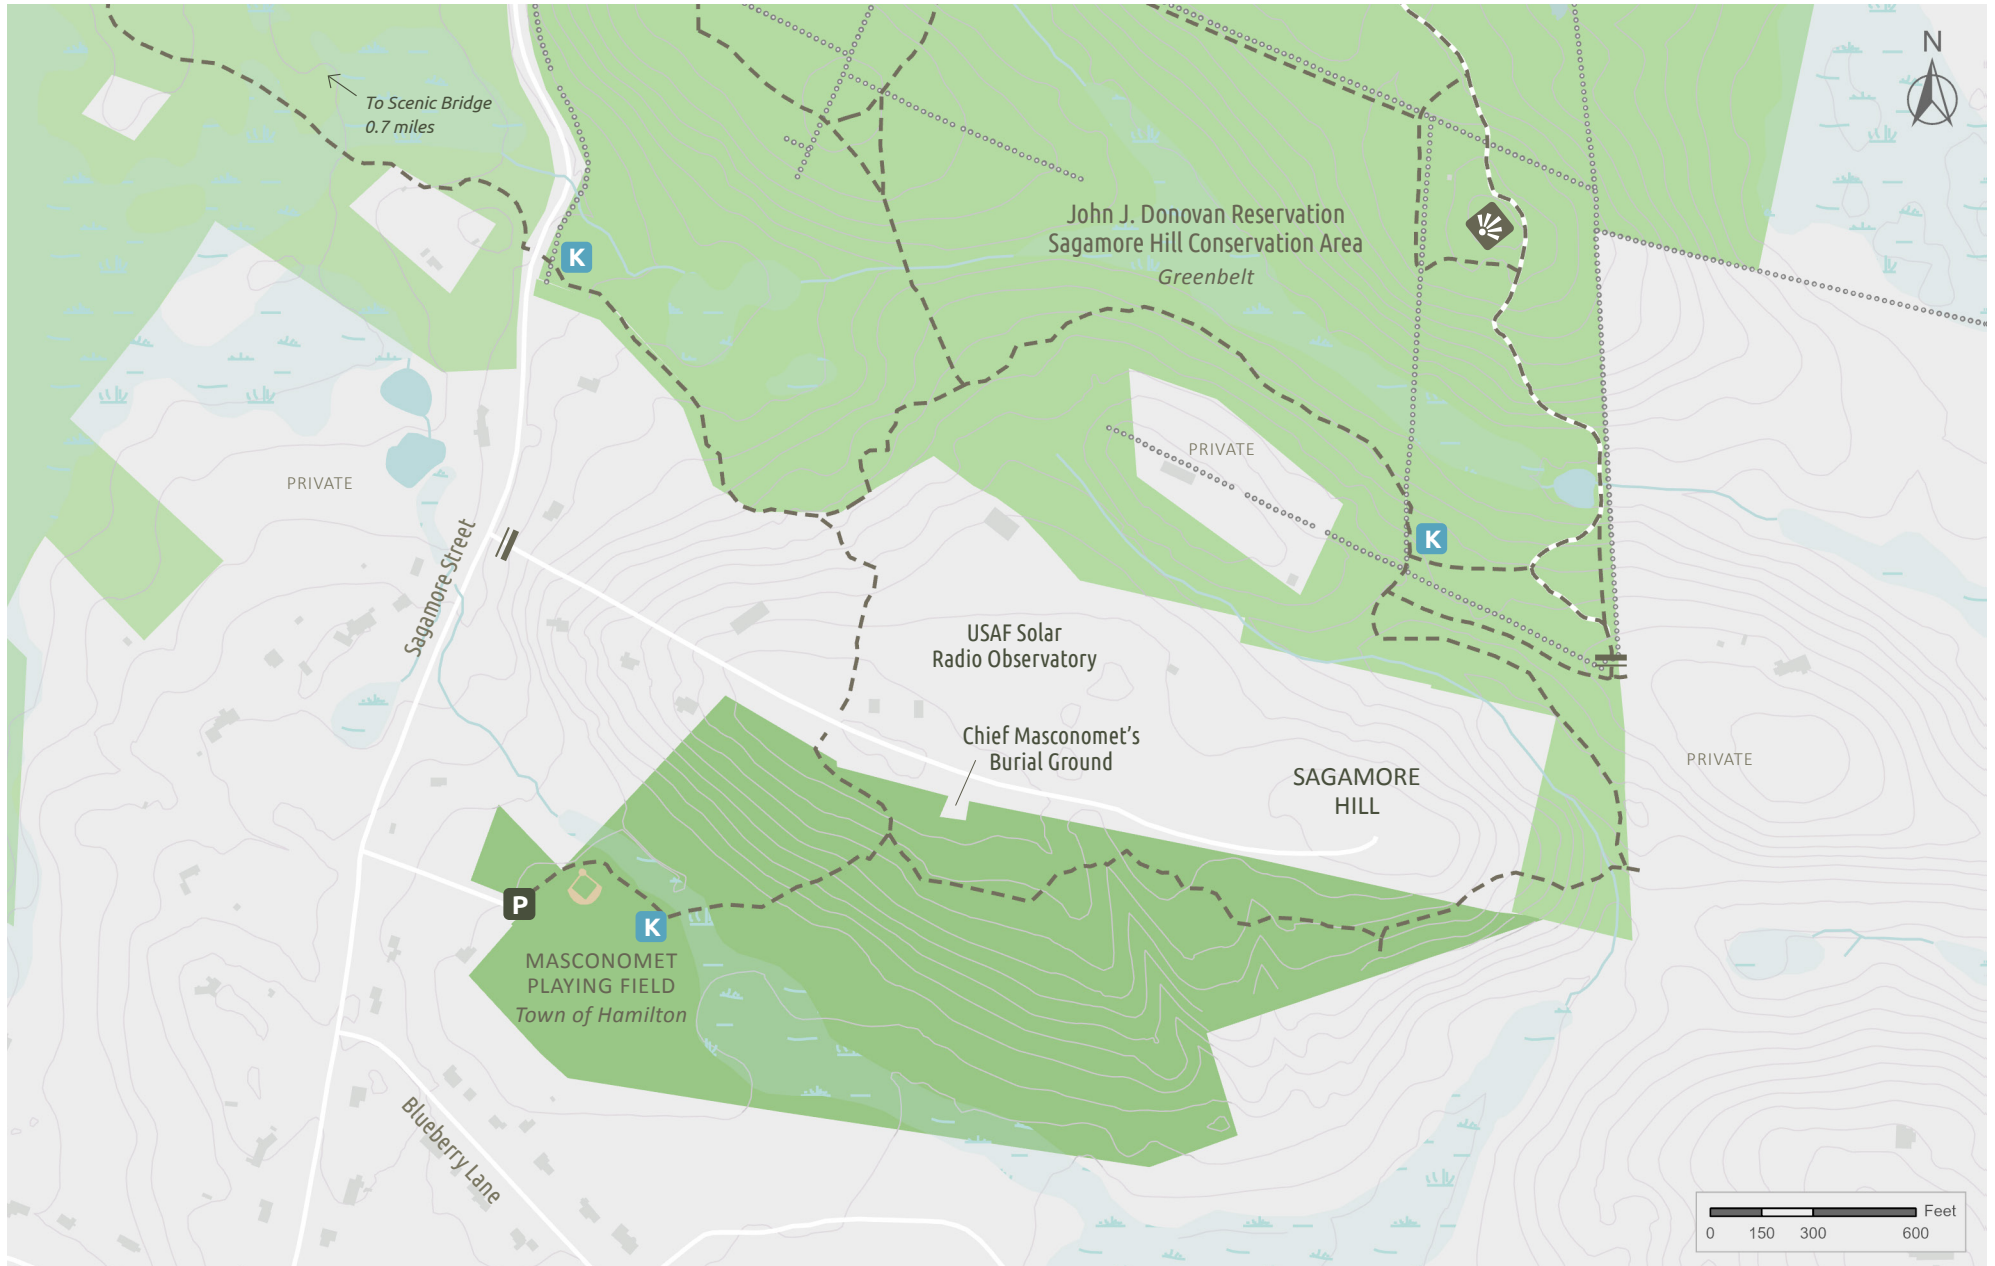 N
To Scenic Bridge
0.7 miles
John J. Donovan Reservation
Sagamore Hill Conservation Area
Greenbelt
K
PRIVATE
PRIVATE
K
Sagamore Street
USAF Solar
Radio Observatory
Chief Masconomet's
Burial Ground
SAGAMORE
HILL
PRIVATE
P
K
MASCONOMET
PLAYING FIELD
Town of Hamilton
Blueberry Lane
Feet
0 150 300 600